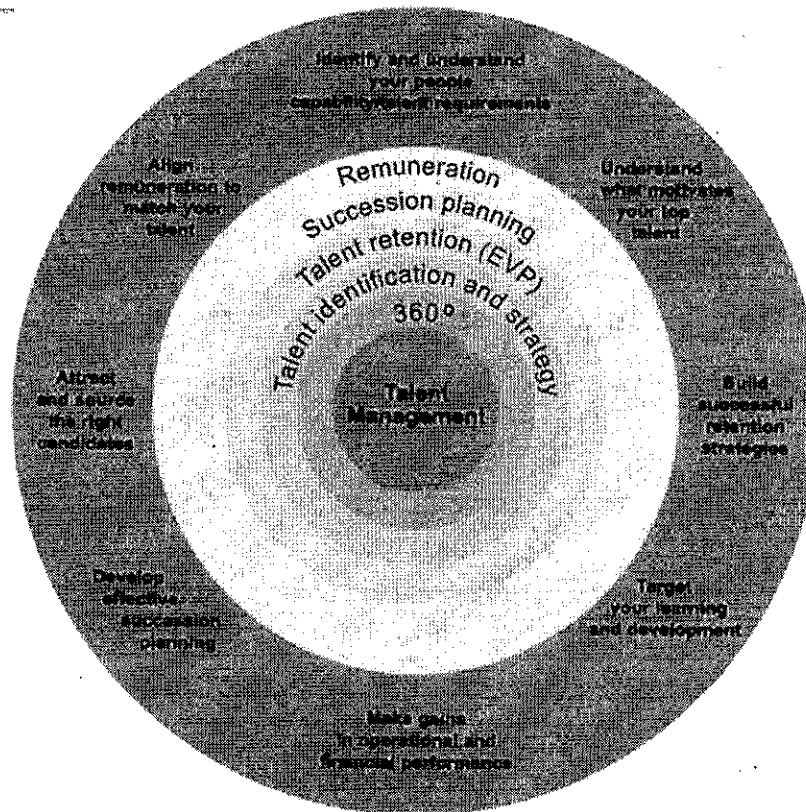 Identify and understand
your people
capability/talent requirements
Understand
what motivates
your top
talent
Build
successful
retention
strategies
Target
your learning
and development
Make gains
in operational and
financial performance
Develop
effective
succession
planning
Attract
and source
the right
candidates
Align
remuneration to
match your
talent
Remuneration
Succession planning
Talent retention (EVP)
Talent identification and strategy
360º
Talent
Management